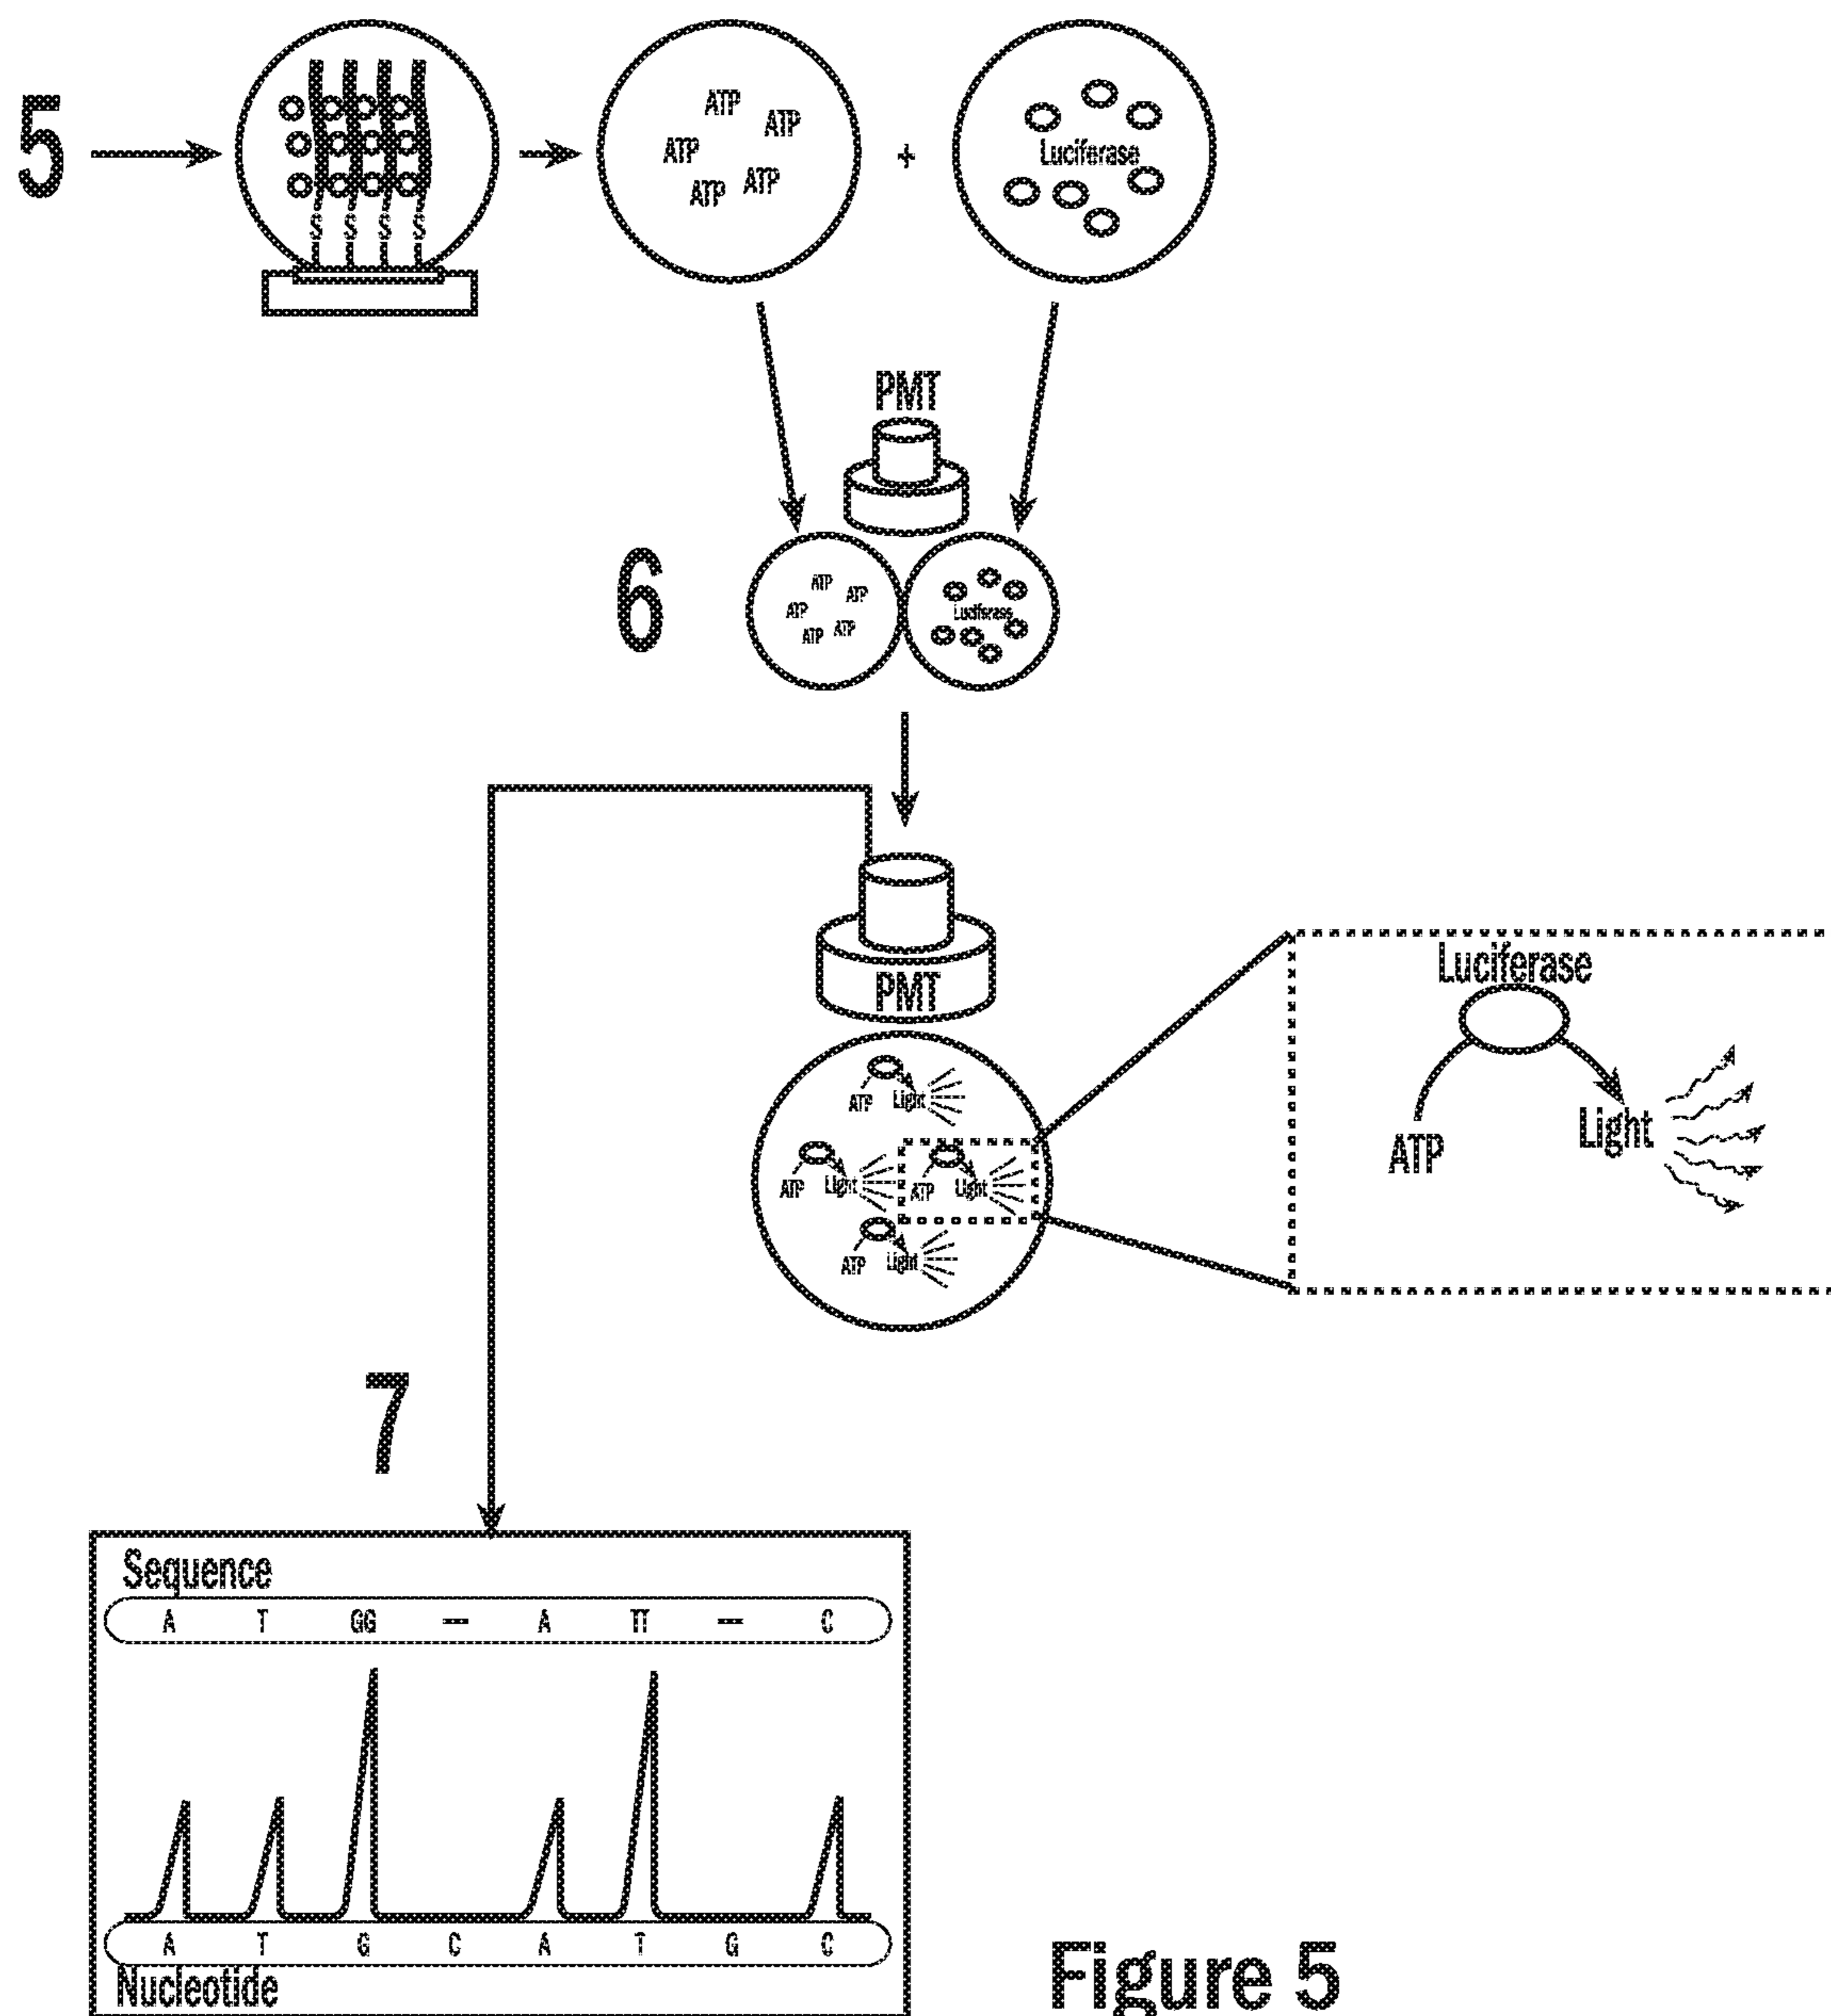 5
S S S S
ATP
ATP
ATP
ATP
ATP
+
Luciferase
PMT
6
ATP
ATP
ATP
ATP
ATP
Luciferase
PMT
ATP Light
ATP Light
ATP Light
ATP Light
Luciferase
ATP
Light
7
Sequence
A T GG — A TT — C
A T G C A T G C
Nucleotide
Figure 5